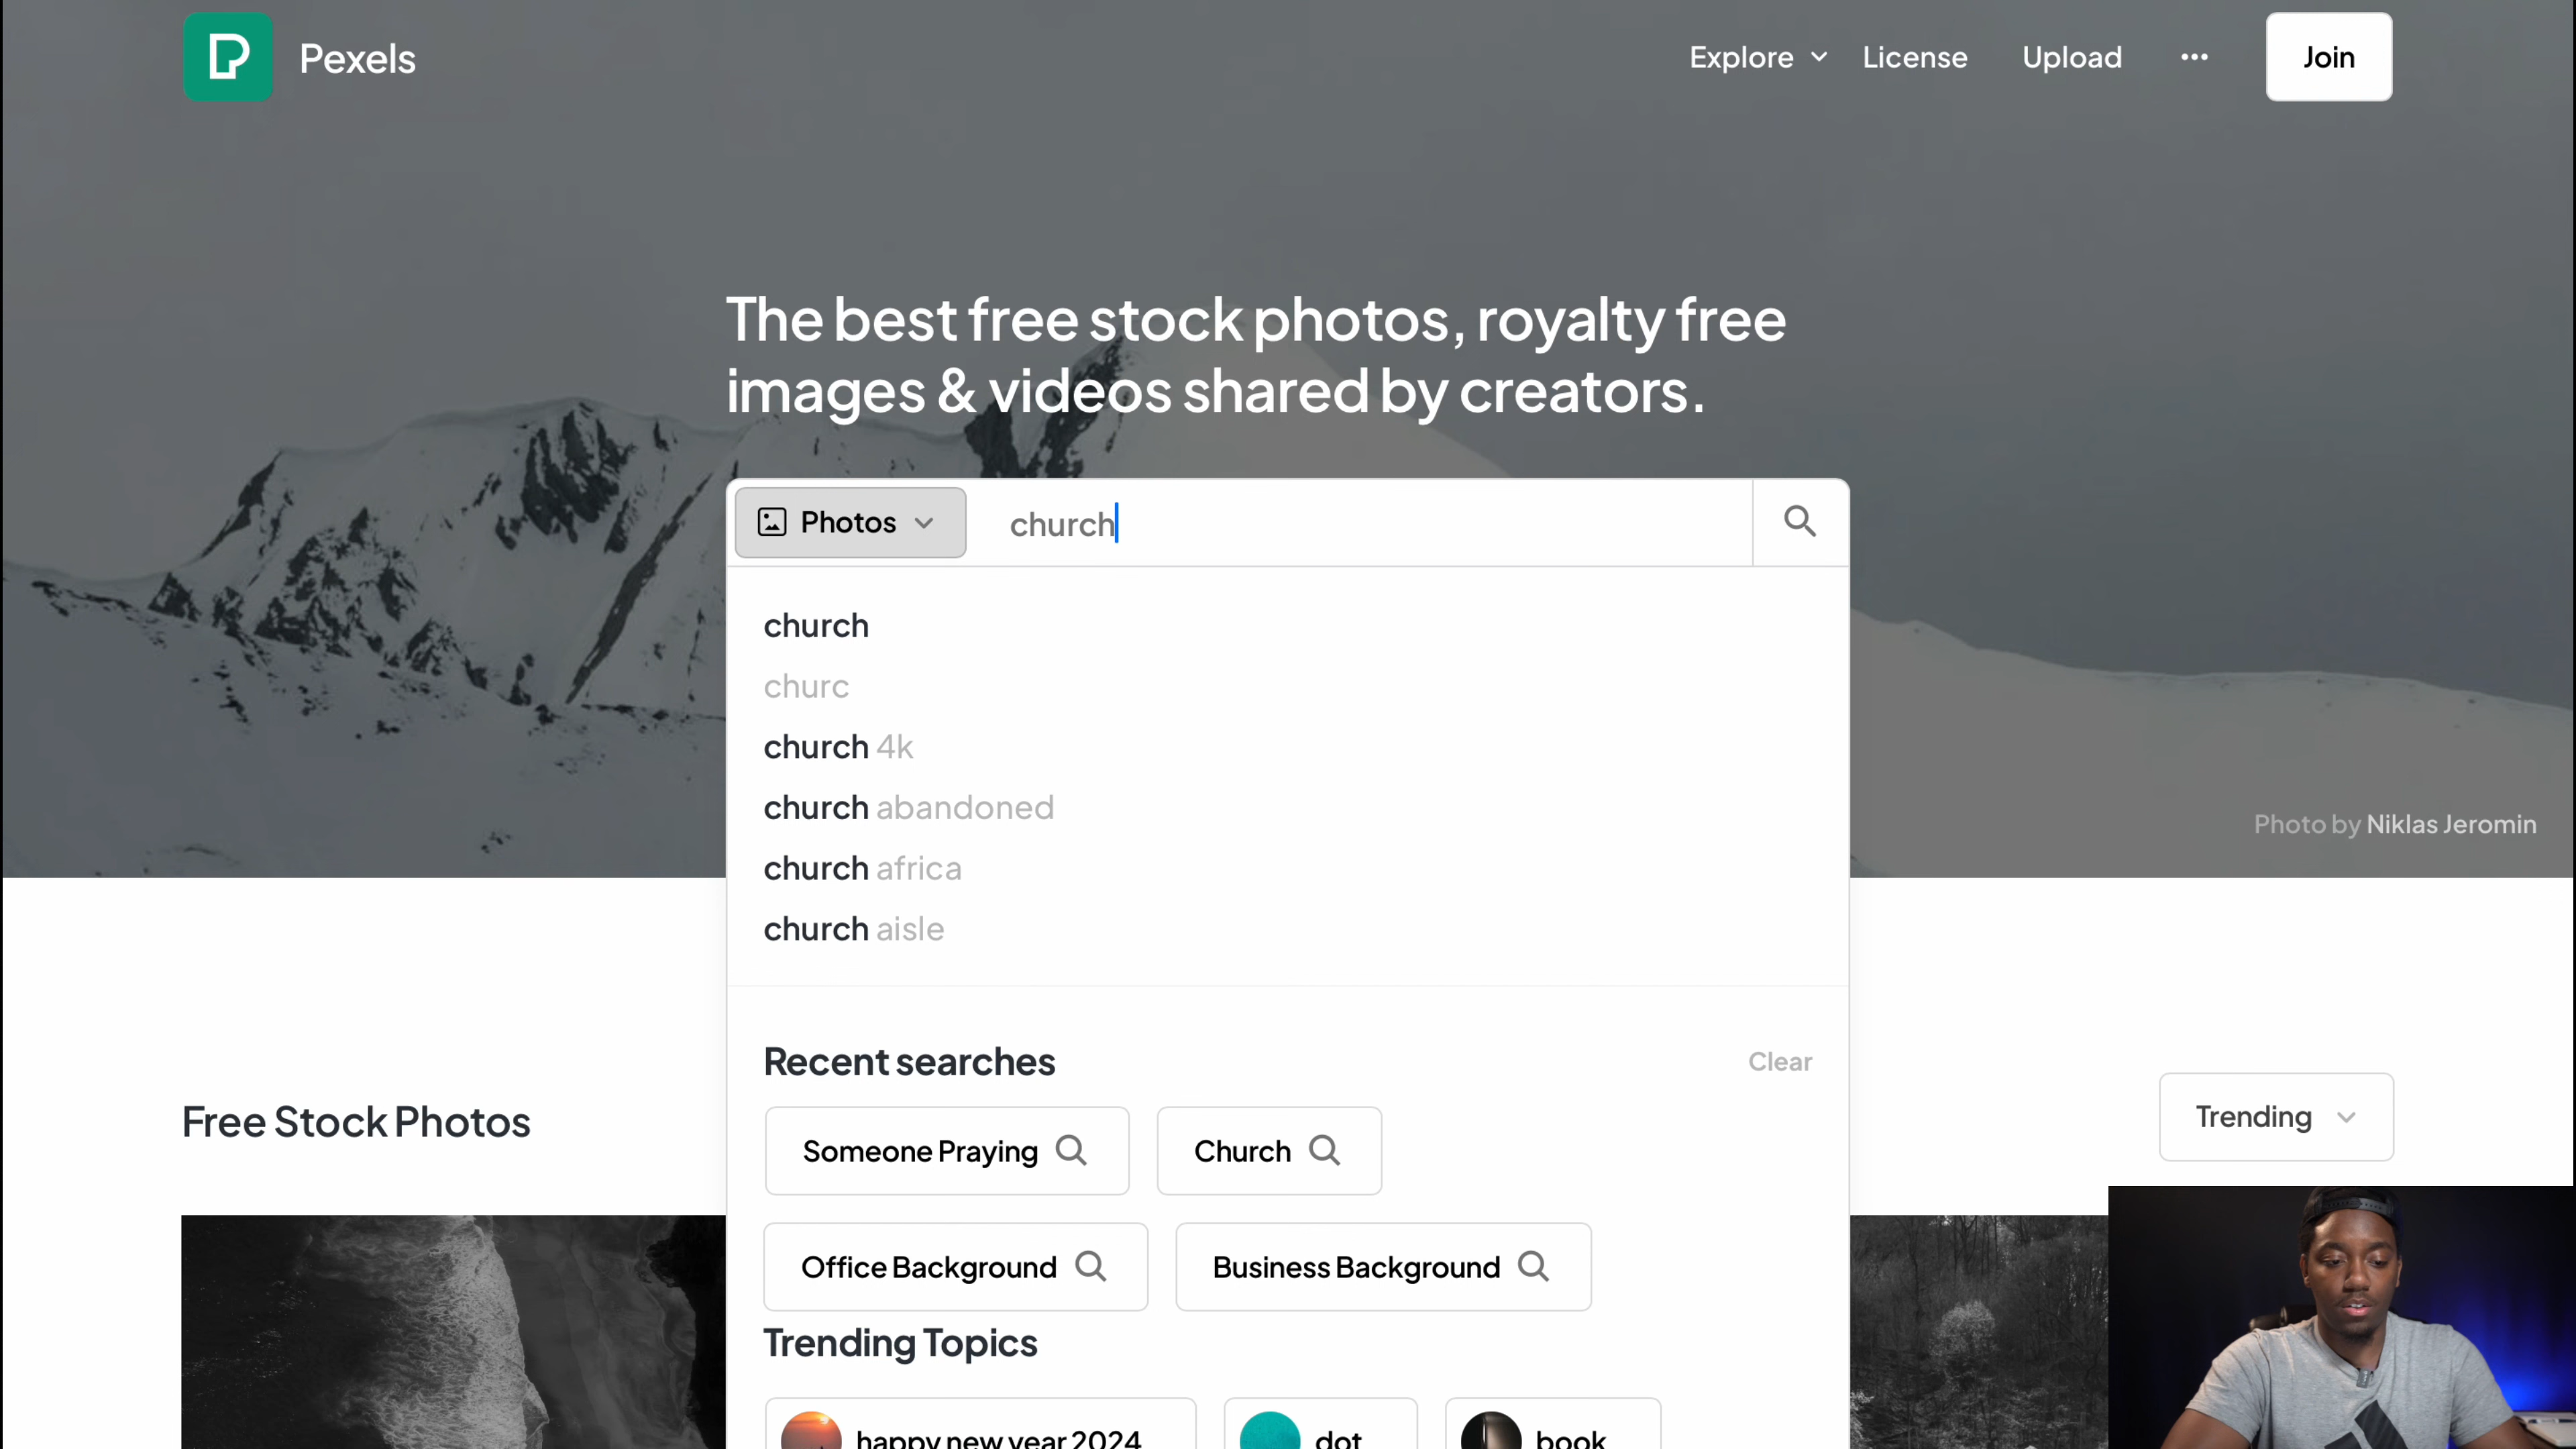 Pexels
Explore
License
Upload
Join
The best free stock photos, royalty free
images & videos shared by creators.
Photos
church
church
churc
church 4k
church abandoned
church africa
church aisle
Photo by Niklas Jeromin
Recent searches
Clear
Someone Praying
Church
Office Background
Business Background
Free Stock Photos
Trending
Trending Topics
happy new year 2024
dot
book